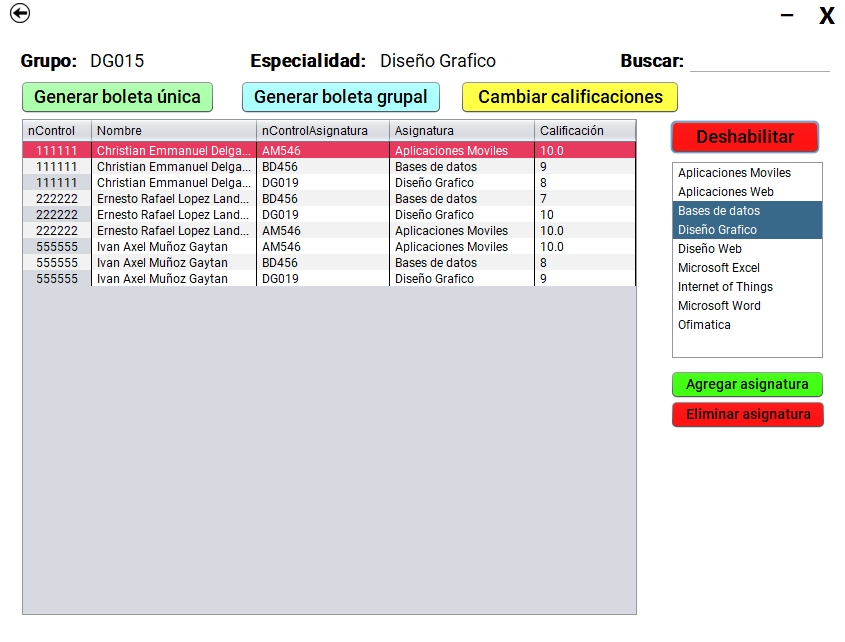 X
Grupo: DG015 Especialidad: Diseño Grafico Buscar:
Generar boleta única Generar boleta grupal Cambiar calificaciones
nControl Nombre nControlAsignatura Asignatura Calificación
111111 Christian Emmanuel Delga... AM546 Aplicaciones Moviles 10.0
111111 Christian Emmanuel Delga... BD456 Bases de datos 9
111111 Christian Emmanuel Delga... DG019 Diseño Grafico 8
222222 Ernesto Rafael Lopez Land... BD456 Bases de datos 7
222222 Ernesto Rafael Lopez Land... DG019 Diseño Grafico 10
222222 Ernesto Rafael Lopez Land... AM546 Aplicaciones Moviles 10.0
555555 Ivan Axel Muñoz Gaytan AM546 Aplicaciones Moviles 10.0
555555 Ivan Axel Muñoz Gaytan BD456 Bases de datos 8
555555 Ivan Axel Muñoz Gaytan DG019 Diseño Grafico 9
Deshabilitar
Aplicaciones Moviles
Aplicaciones Web
Bases de datos
Diseño Grafico
Diseño Web
Microsoft Excel
Internet of Things
Microsoft Word
Ofimatica
Agregar asignatura
Eliminar asignatura